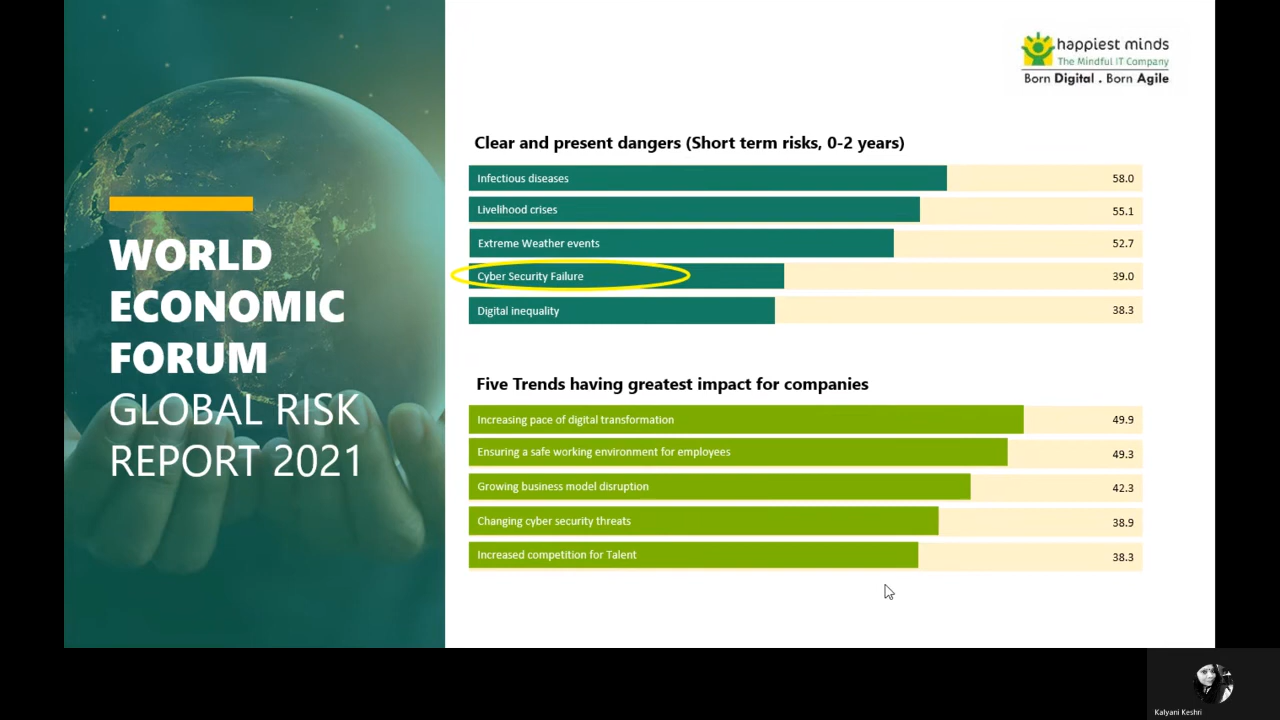 WORLD
ECONOMIC
FORUM
GLOBAL RISK
REPORT 2021
happiest minds
The Mindful IT Company
Born Digital . Born Agile
Clear and present dangers (Short term risks, 0-2 years)
Infectious diseases 58.0
Livelihood crises 55.1
Extreme Weather events 52.7
Cyber Security Failure 39.0
Digital inequality 38.3
Five Trends having greatest impact for companies
Increasing pace of digital transformation 49.9
Ensuring a safe working environment for employees 49.3
Growing business model disruption 42.3
Changing cyber security threats 38.9
Increased competition for Talent 38.3
Kalyani Keshri